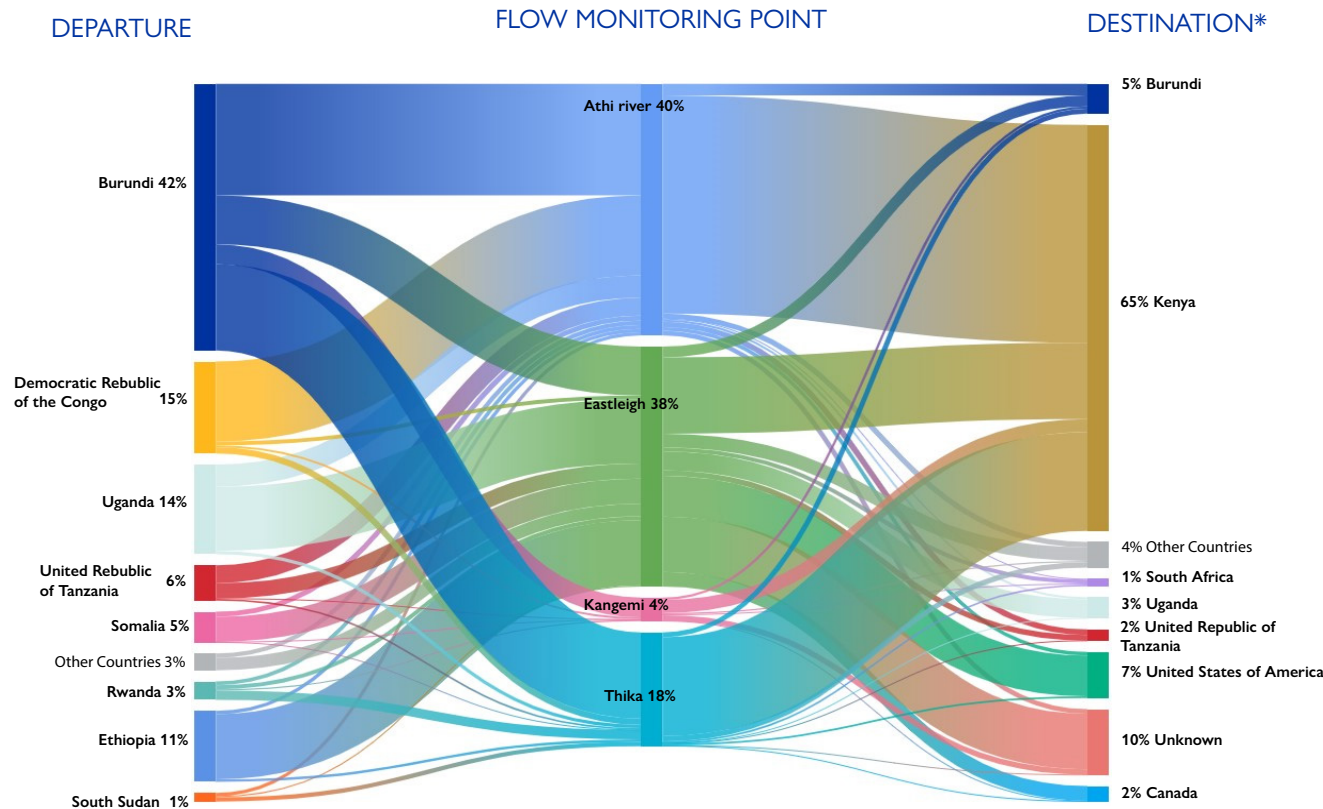 DEPARTURE
FLOW MONITORING POINT
DESTINATION*
Burundi 42%
Democratic Rebublic
of the Congo 15%
Uganda 14%
United Republic
of Tanzania 6%
Somalia 5%
Other Countries 3%
Rwanda 3%
Ethiopia 11%
South Sudan 1%
Athi river 40%
Eastleigh 38%
Kangemi 4%
Thika 18%
5% Burundi
65% Kenya
4% Other Countries
1% South Africa
3% Uganda
2% United Republic of
Tanzania
7% United States of America
10% Unknown
2% Canada